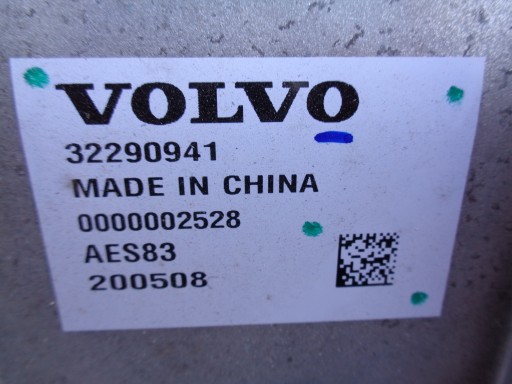 VOLVO
32290941
MADE IN CHINA
0000002528
AES83
200508